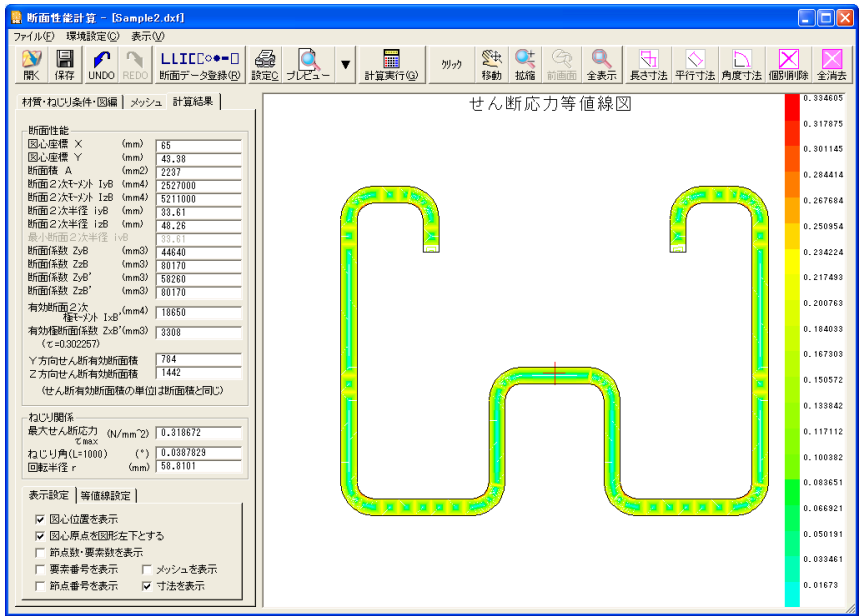 断面性能計算 - [Sample2.dxf]
ファイル(F) 環境設定(C) 表示(V)
開く 保存 UNDO REDO 断面データ登録(R) 設定C プレビュー ▼ 計算実行(G) クリック 移動 拡縮 前画面 全表示 長さ寸法 平行寸法 角度寸法 個別削除 全消去
材質・ねじり条件・図編 メッシュ 計算結果
断面性能
図心座標 X (mm) 65
図心座標 Y (mm) 43.38
断面積 A (mm2) 2237
断面2次モーメント IyB (mm4) 2527000
断面2次モーメント IzB (mm4) 5211000
断面2次半径 iyB (mm) 33.61
断面2次半径 izB (mm) 48.26
最小断面2次半径 ivB 33.61
断面係数 ZyB (mm3) 44640
断面係数 ZzB (mm3) 80170
断面係数 ZyB' (mm3) 58260
断面係数 ZzB' (mm3) 80170
有効断面2次
極モーメント IxB' (mm4) 18650
有効極断面係数 ZxB' (mm3) 3308
(τ=0.302257)
Y方向せん断有効断面積 784
Z方向せん断有効断面積 1442
(せん断有効断面積の単位は断面積と同じ)
ねじり関係
最大せん断応力 τmax (N/mm^2) 0.318672
ねじり角(L=1000) (°) 0.0387829
回転半径 r (mm) 58.8101
表示設定 等値線設定
図心位置を表示
図心原点を図形左下とする
節点数・要素数を表示
要素番号を表示 メッシュを表示
節点番号を表示 寸法を表示
せん断応力等値線図
0.334605
0.317875
0.301145
0.284414
0.267684
0.250954
0.234224
0.217493
0.200763
0.184033
0.167303
0.150572
0.133842
0.117112
0.100382
0.083651
0.066921
0.050191
0.033461
0.01673